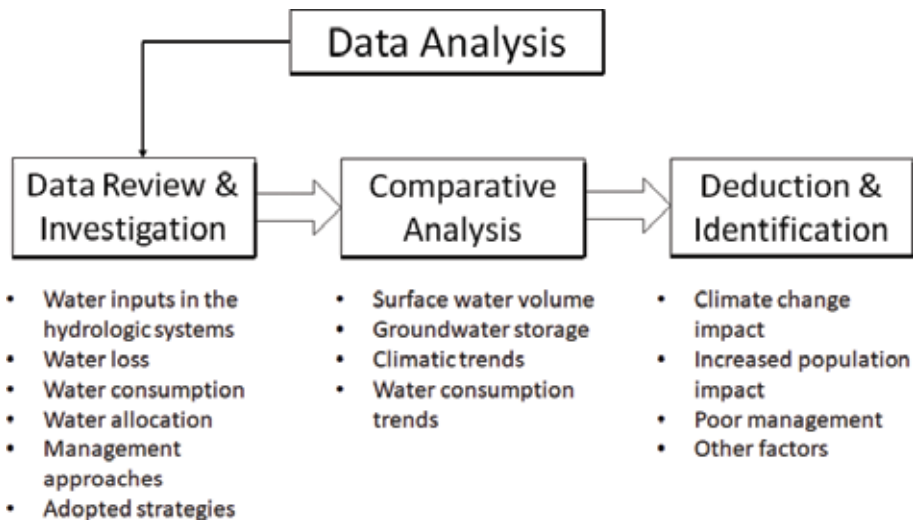 Data Analysis
Data Review &
Investigation
• Water inputs in the
hydrologic systems
• Water loss
• Water consumption
• Water allocation
• Management
approaches
• Adopted strategies
Comparative
Analysis
• Surface water volume
• Groundwater storage
• Climatic trends
• Water consumption
trends
Deduction &
Identification
• Climate change
impact
• Increased population
impact
• Poor management
• Other factors